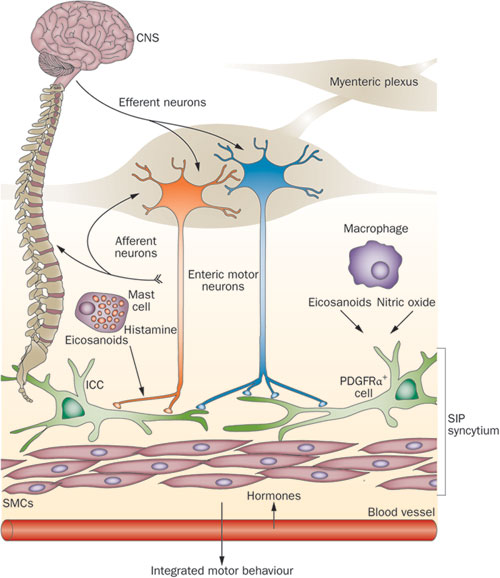 CNS
Myenteric plexus
Efferent neurons
Macrophage
Afferent
neurons
Enteric motor
neurons
Mast
cell
Histamine
Eicosanoids
Eicosanoids Nitric oxide
ICC
PDGFRα+
cell
SIP
syncytium
SMCs
Hormones
Blood vessel
Integrated motor behaviour